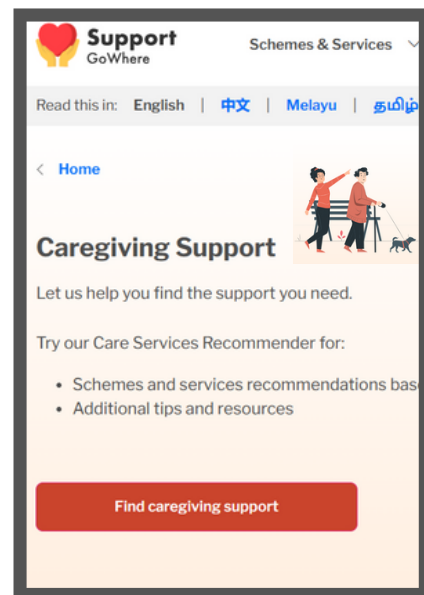 Support
GoWhere
Schemes & Services
Read this in: English | 中文 | Melayu | தமிழ்
< Home
Caregiving Support
Let us help you find the support you need.
Try our Care Services Recommender for:
• Schemes and services recommendations bas
• Additional tips and resources
Find caregiving support